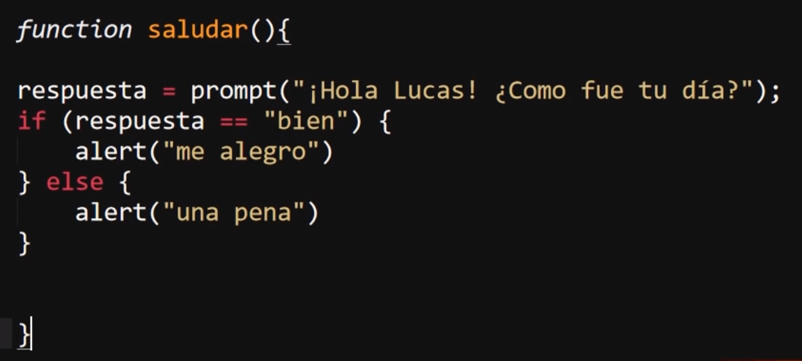 function saludar(){
respuesta = prompt("¡Hola Lucas! ¿Como fue tu día?");
if (respuesta == "bien") {
    alert("me alegro")
} else {
    alert("una pena")
}
}